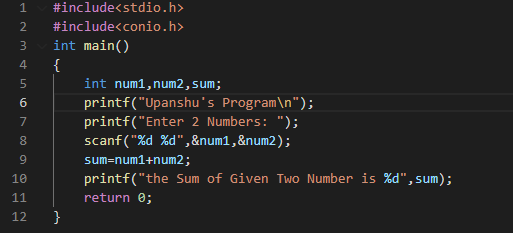 1 #include<stdio.h>
2 #include<conio.h>
3 int main()
4 {
5 int num1,num2,sum;
6 printf("Upanshu's Program\n");
7 printf("Enter 2 Numbers: ");
8 scanf("%d %d",&num1,&num2);
9 sum=num1+num2;
10 printf("the Sum of Given Two Number is %d",sum);
11 return 0;
12 }